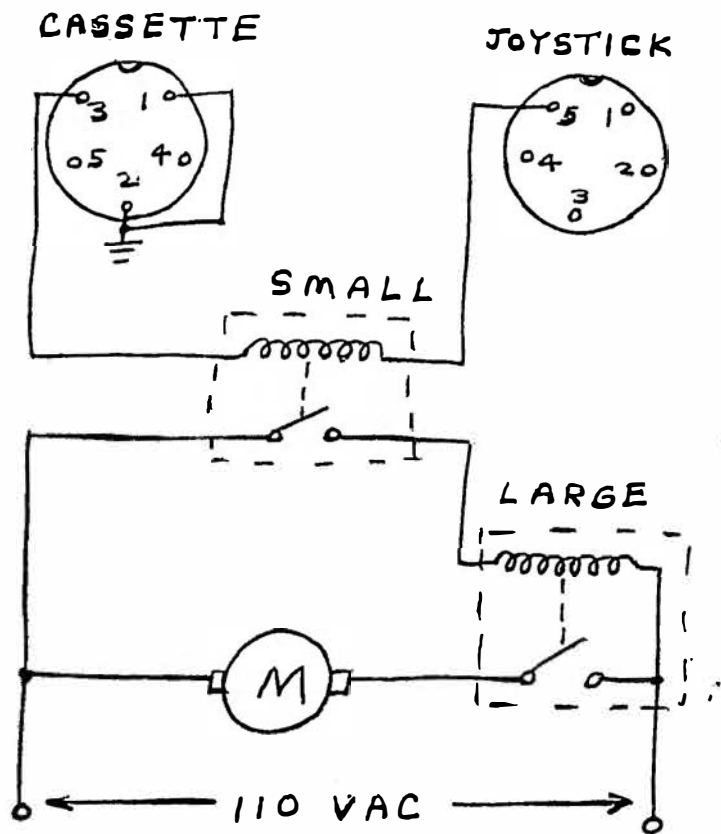 CASSETTE
JOYSTICK
3 1
5 4
2
5 1
4 2
3
SMALL
LARGE
M
110 VAC